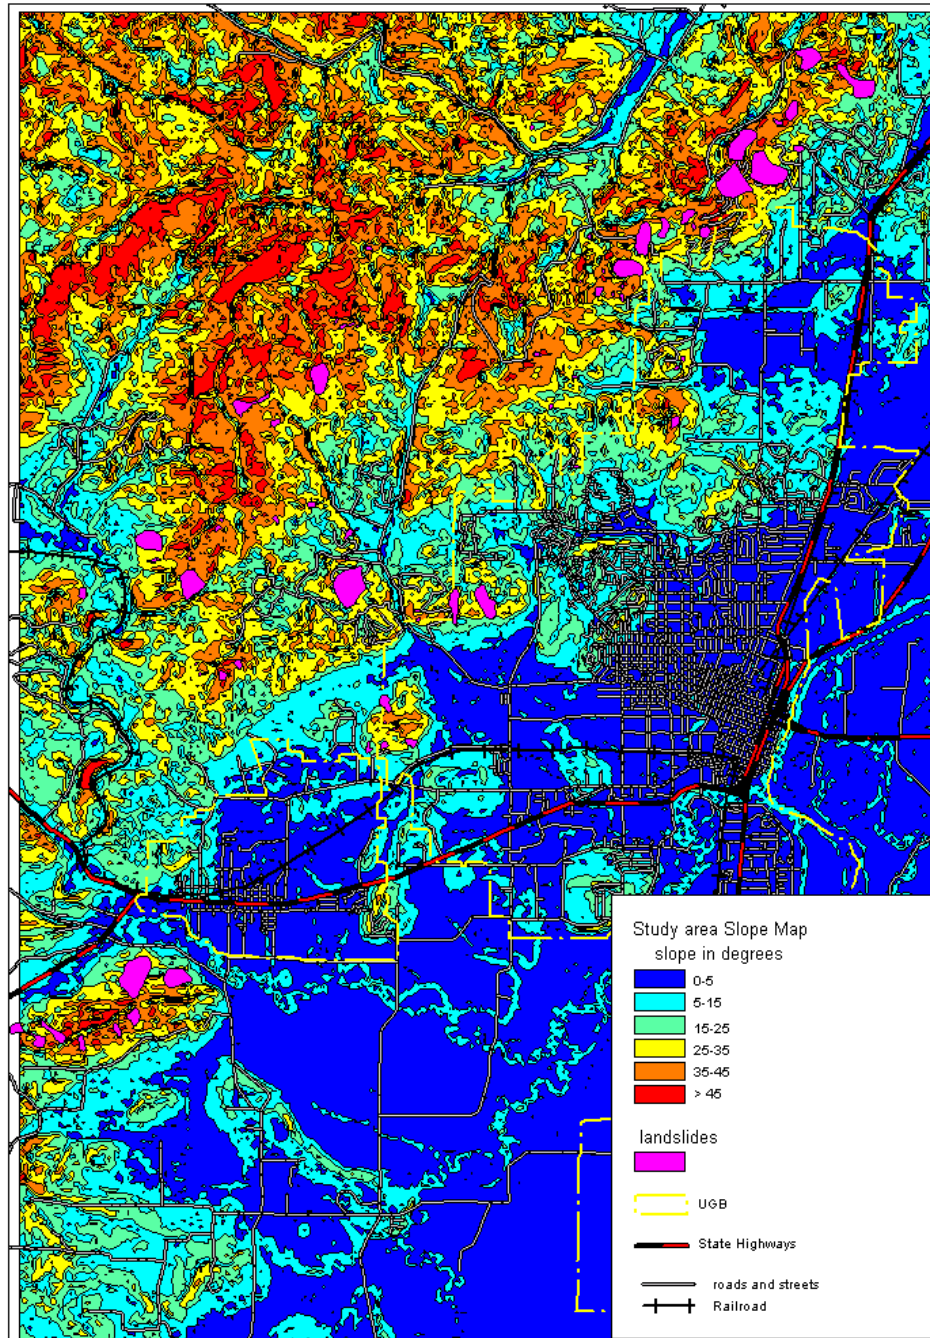 Study area Slope Map
slope in degrees
0-5
5-15
15-25
25-35
35-45
> 45
landslides
UGB
State Highways
roads and streets
Railroad